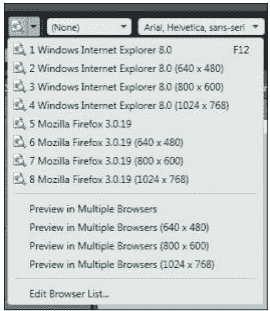 (None) Arial, Helvetica, sans-seri
1 Windows Internet Explorer 8.0 F12
2 Windows Internet Explorer 8.0 (640 x 480)
3 Windows Internet Explorer 8.0 (800 x 600)
4 Windows Internet Explorer 8.0 (1024 x 768)
5 Mozilla Firefox 3.0.19
6 Mozilla Firefox 3.0.19 (640 x 480)
7 Mozilla Firefox 3.0.19 (800 x 600)
8 Mozilla Firefox 3.0.19 (1024 x 768)
Preview in Multiple Browsers
Preview in Multiple Browsers (640 x 480)
Preview in Multiple Browsers (800 x 600)
Preview in Multiple Browsers (1024 x 768)
Edit Browser List...